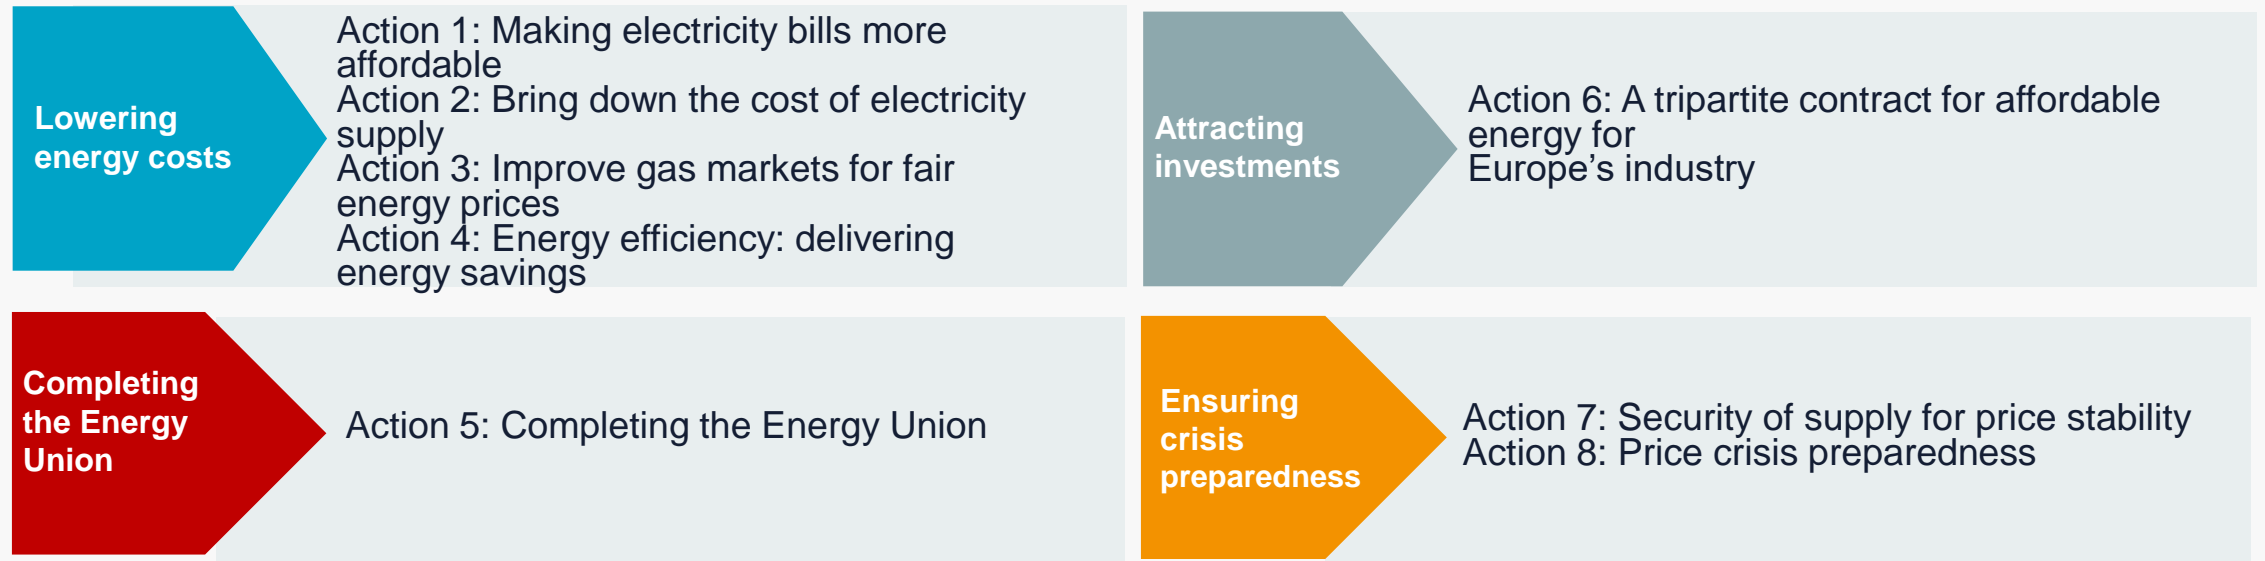 Lowering
energy costs
Action 1: Making electricity bills more
affordable
Action 2: Bring down the cost of electricity
supply
Action 3: Improve gas markets for fair
energy prices
Action 4: Energy efficiency: delivering
energy savings
Attracting
investments
Action 6: A tripartite contract for affordable
energy for
Europe’s industry
Completing
the Energy
Union
Action 5: Completing the Energy Union
Ensuring
crisis
preparedness
Action 7: Security of supply for price stability
Action 8: Price crisis preparedness